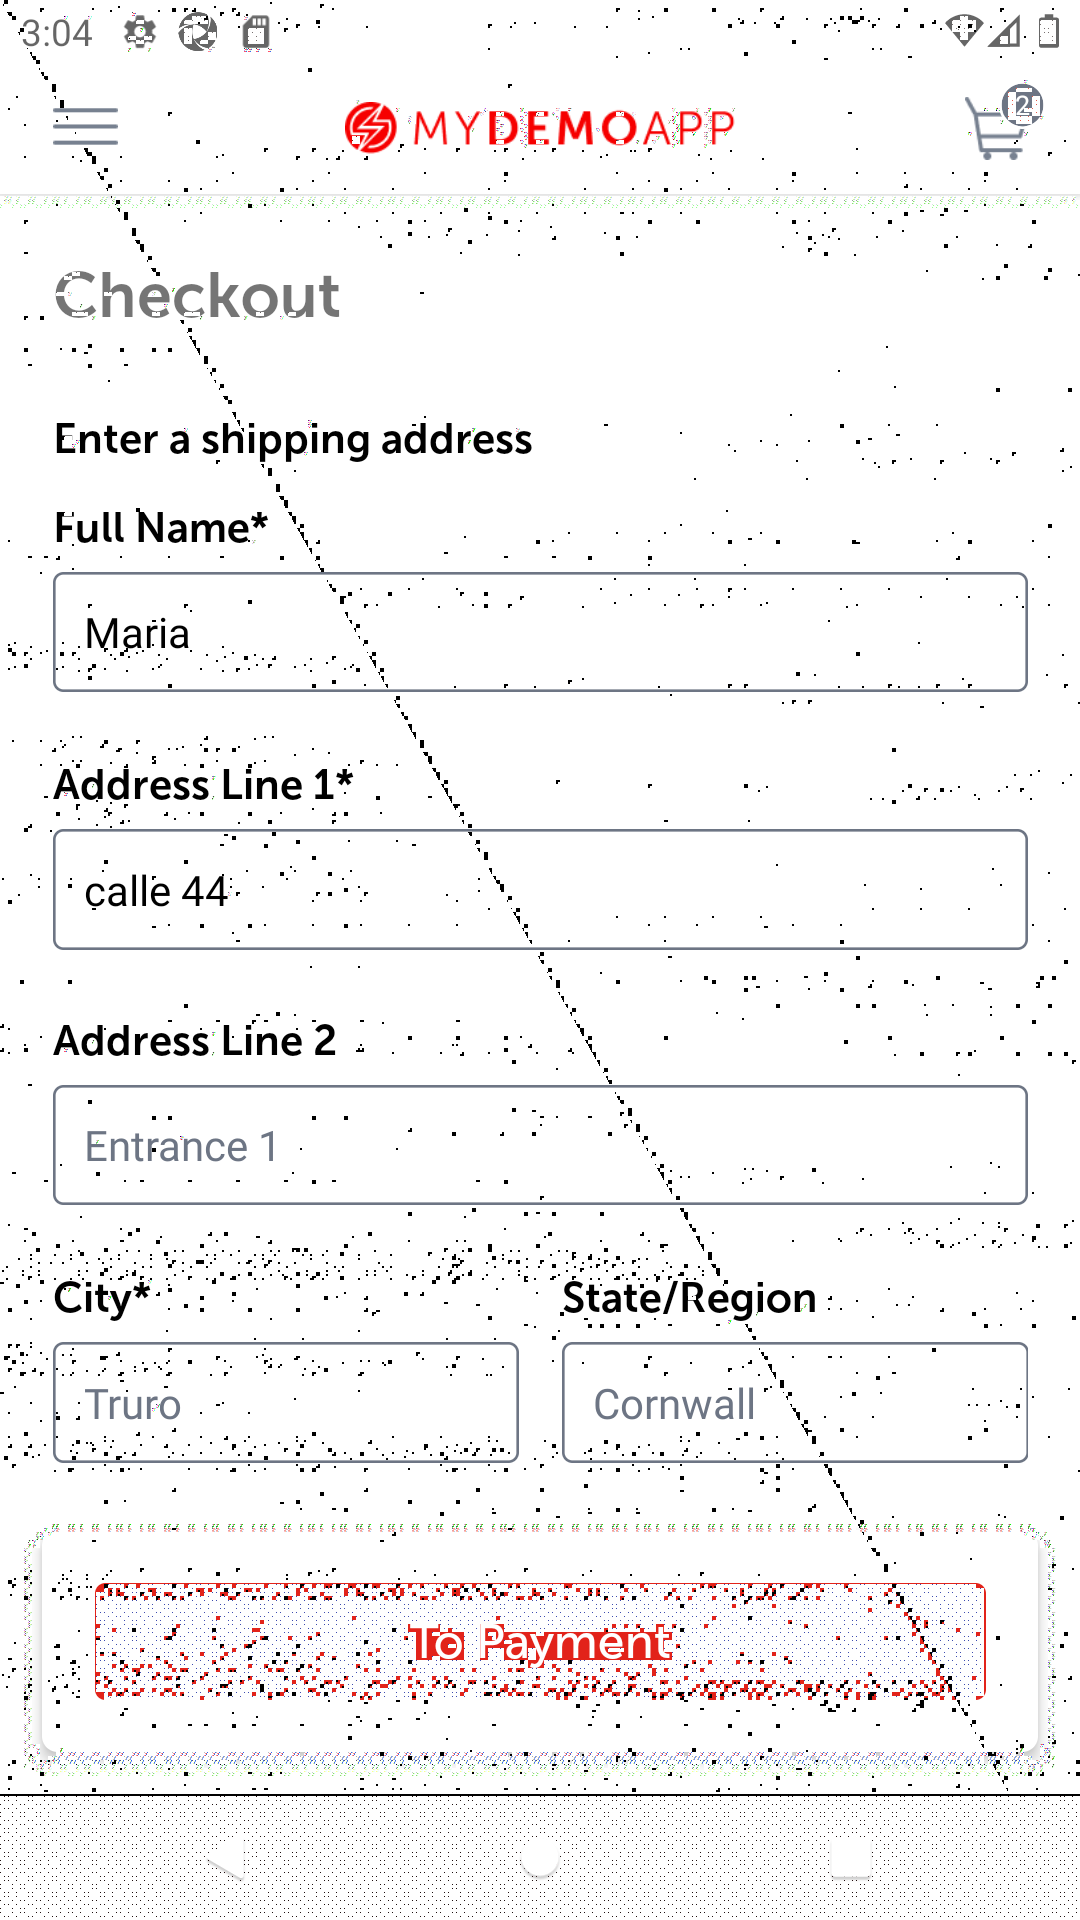 3:04
MYDEMOAPP
2
Checkout
Enter a shipping address
Full Name*
Maria
Address Line 1*
calle 44
Address Line 2
Entrance 1
City*
State/Region
Truro
Cornwall
To Payment